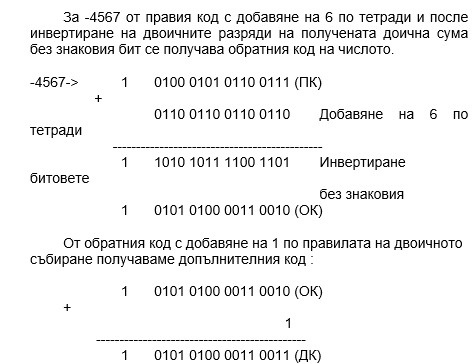 За -4567 от правия код с добавяне на 6 по тетради и после
инвертиране на двоичните разряди на получената доична сума
без знаковия бит се получава обратния код на числото.
-4567-> 1 0100 0101 0110 0111 (ПК)
+
0110 0110 0110 0110 Добавяне на 6 по
тетради
----------------------------------------------
1 1010 1011 1100 1101 Инвертиране
битовете
без знаковия
1 0101 0100 0011 0010 (ОК)
От обратния код с добавяне на 1 по правилата на двоичното
събиране получаваме допълнителния код :
1 0101 0100 0011 0010 (ОК)
+
1
----------------------------------------------
1 0101 0100 0011 0011 (ДК)